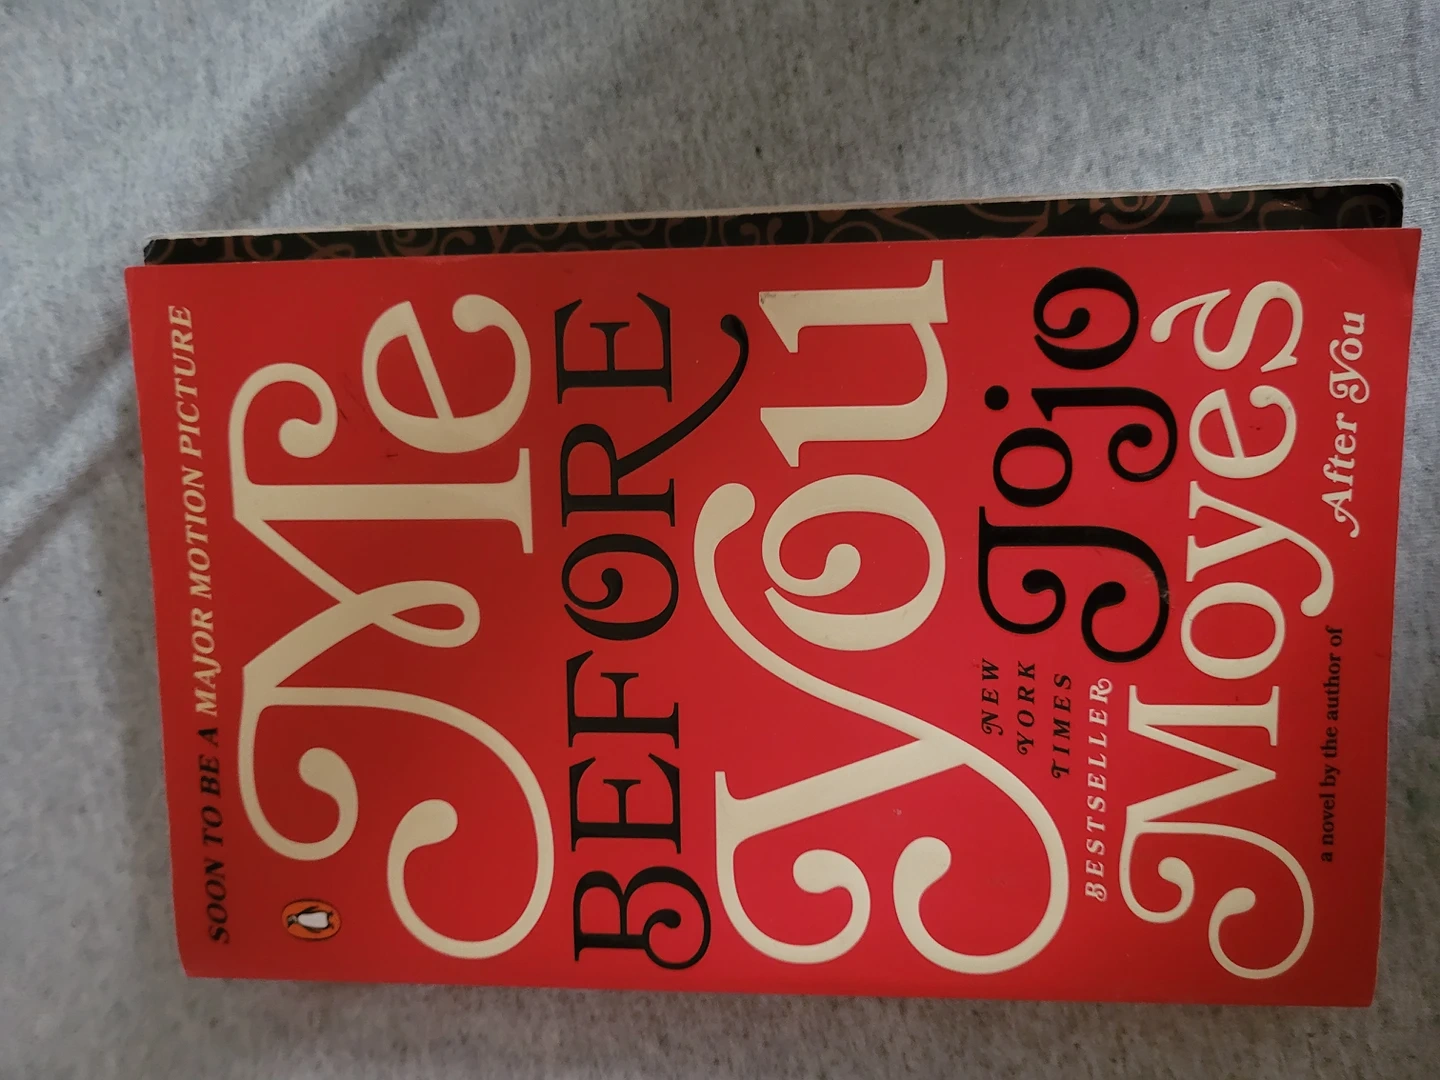 SOON TO BE A MAJOR MOTION PICTURE
Me
BEFORE
you
NEW
YORK
TIMES
BESTSELLER
Jojo
Moyes
a novel by the author of After You